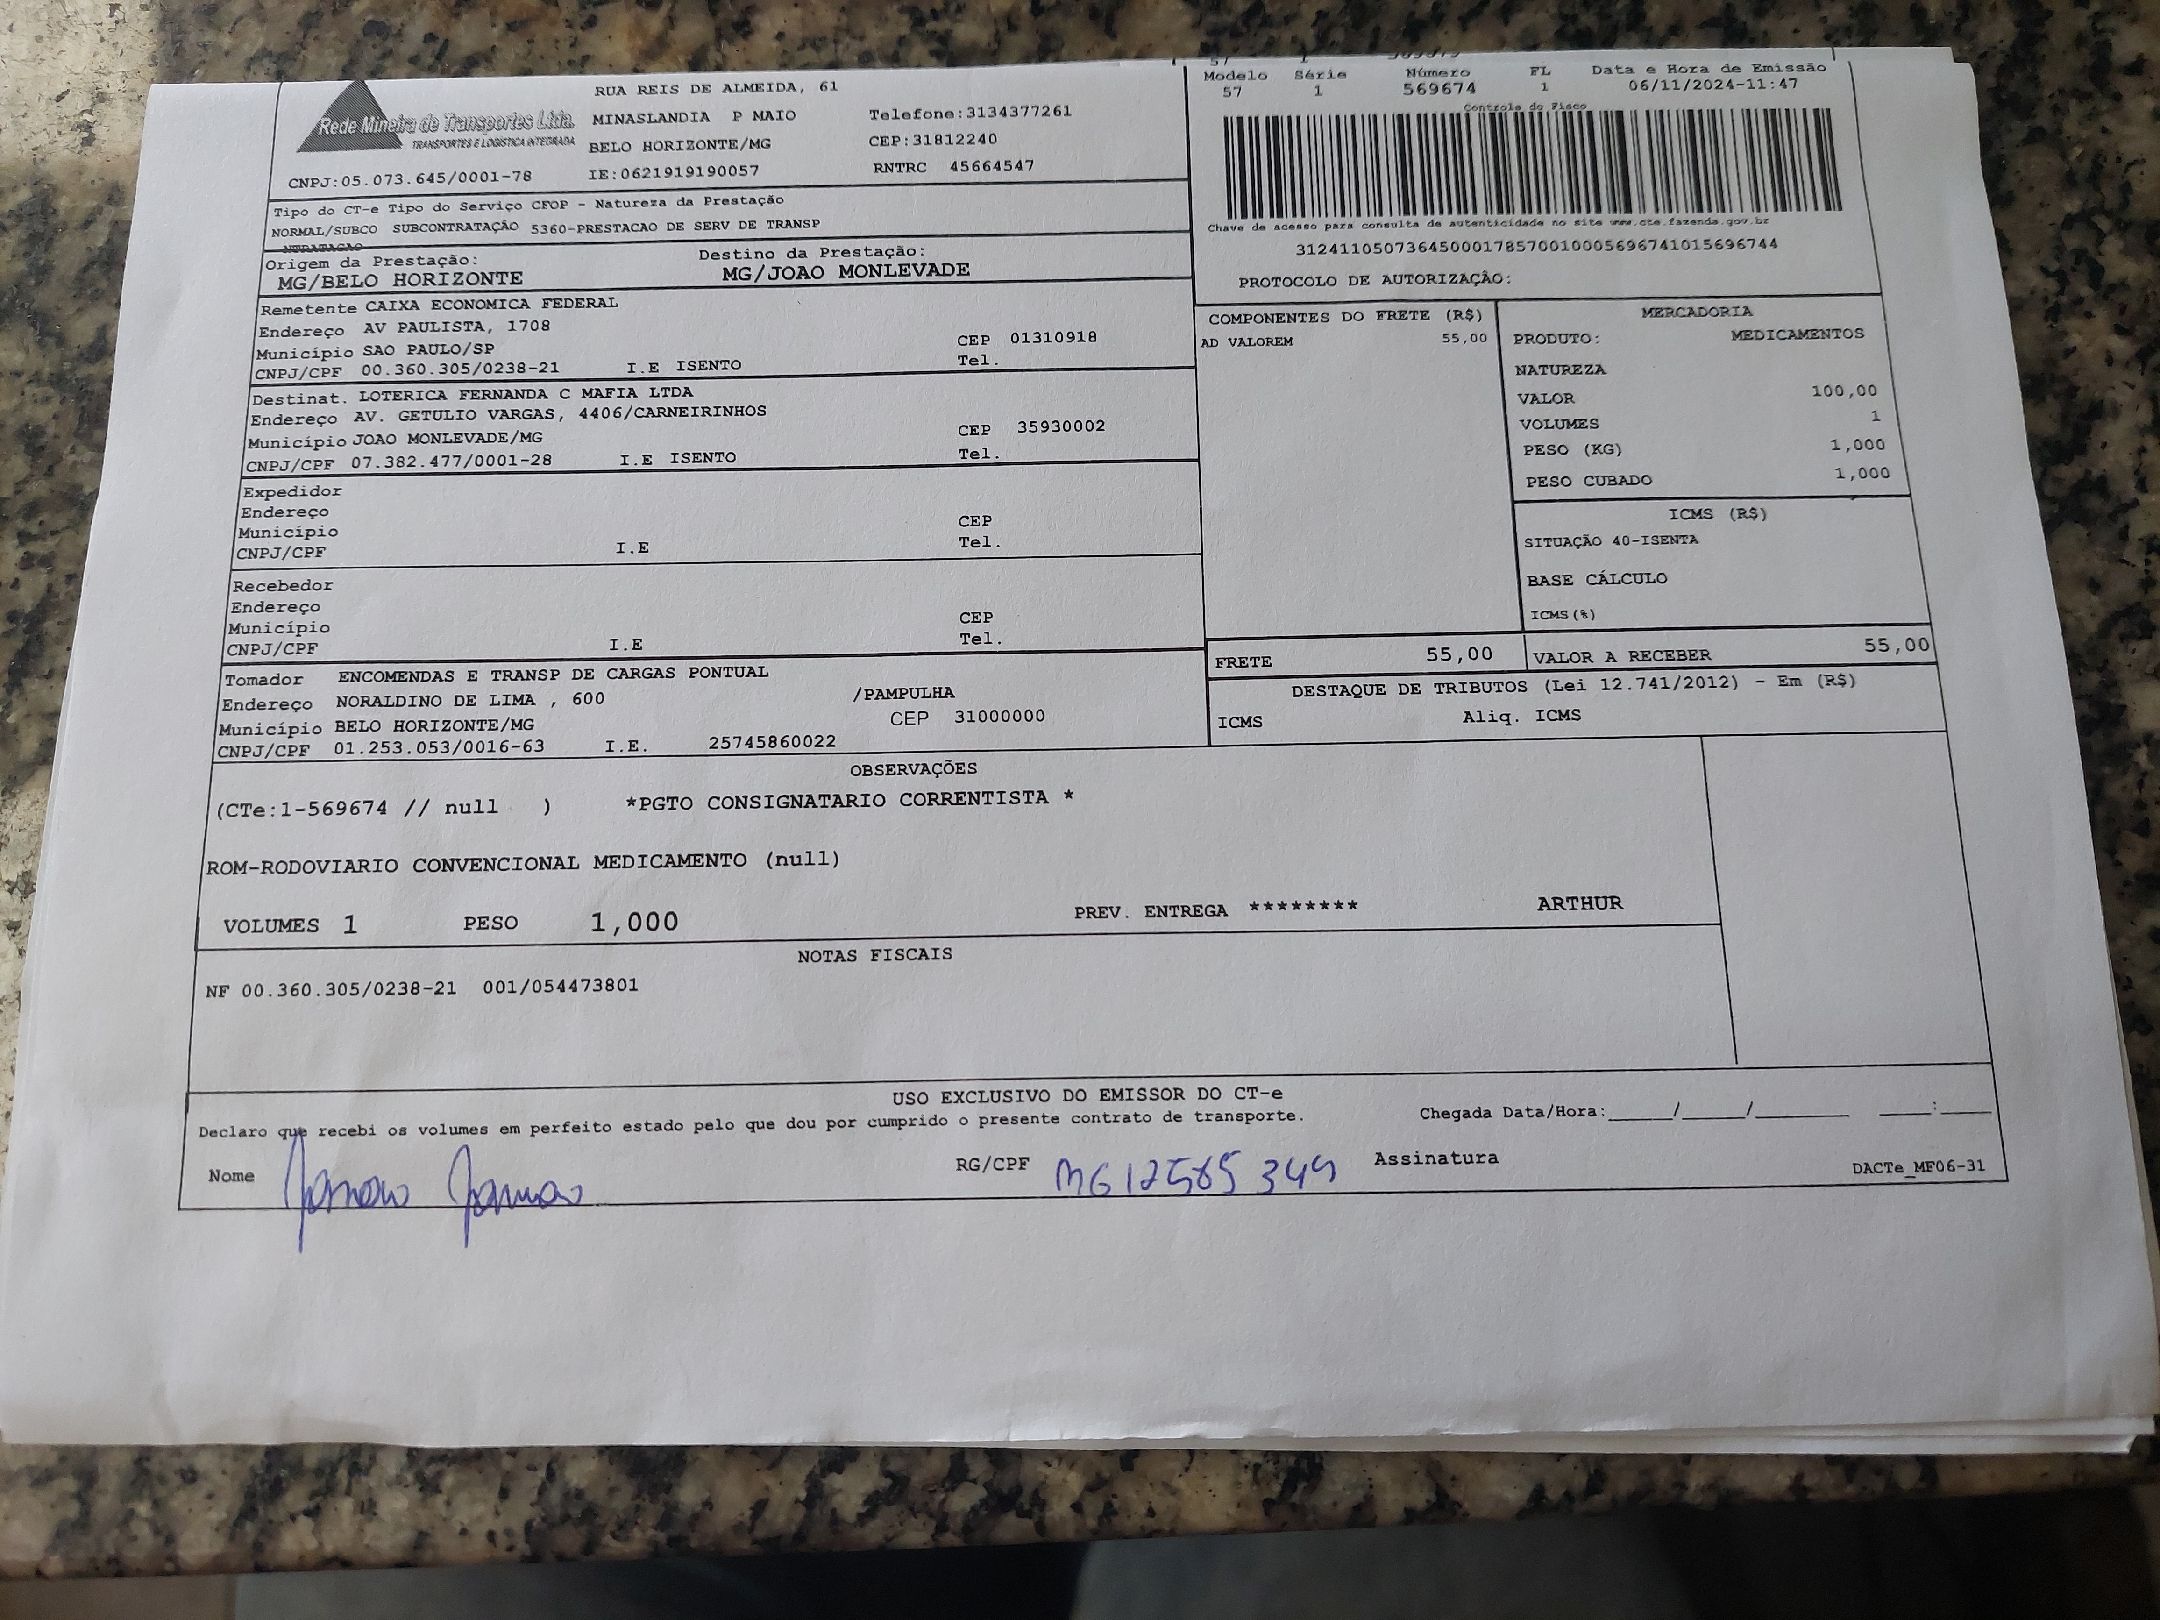 Rede Mineira de Transportes Ltda.
TRANSPORTES E LOGÍSTICA INTEGRADA
RUA REIS DE ALMEIDA, 61
MINASLANDIA P MAIO Telefone:3134377261
BELO HORIZONTE/MG CEP:31812240
CNPJ:05.073.645/0001-78 IE:0621919190057 RNTRC 45664547
Modelo Série Número FL Data e Hora de Emissão
57 1 569674 1 06/11/2024-11:47
Controle do Fisco
Chave de acesso para consulta de autenticidade no site www.cte.fazenda.gov.br
31241105073645000178570010005696741015696744
PROTOCOLO DE AUTORIZAÇÃO:
Tipo do CT-e Tipo do Serviço CFOP - Natureza da Prestação
NORMAL/SUBCO SUBCONTRATAÇÃO 5360-PRESTACAO DE SERV DE TRANSP
NTRATACAO
Origem da Prestação: Destino da Prestação:
MG/BELO HORIZONTE MG/JOAO MONLEVADE
Remetente CAIXA ECONOMICA FEDERAL
Endereço AV PAULISTA, 1708
Município SAO PAULO/SP CEP 01310918
CNPJ/CPF 00.360.305/0238-21 I.E ISENTO Tel.
Destinat. LOTERICA FERNANDA C MAFIA LTDA
Endereço AV. GETULIO VARGAS, 4406/CARNEIRINHOS
Município JOAO MONLEVADE/MG CEP 35930002
CNPJ/CPF 07.382.477/0001-28 I.E ISENTO Tel.
Expedidor
Endereço
Município CEP
CNPJ/CPF I.E Tel.
Recebedor
Endereço
Município CEP
CNPJ/CPF I.E Tel.
Tomador ENCOMENDAS E TRANSP DE CARGAS PONTUAL
Endereço NORALDINO DE LIMA , 600 /PAMPULHA
Município BELO HORIZONTE/MG CEP 31000000
CNPJ/CPF 01.253.053/0016-63 I.E. 25745860022
COMPONENTES DO FRETE (R$)
AD VALOREM 55,00
MERCADORIA
PRODUTO: MEDICAMENTOS
NATUREZA
VALOR 100,00
VOLUMES 1
PESO (KG) 1,000
PESO CUBADO 1,000
ICMS (R$)
SITUAÇÃO 40-ISENTA
BASE CÁLCULO
ICMS(%)
FRETE 55,00 VALOR A RECEBER 55,00
DESTAQUE DE TRIBUTOS (Lei 12.741/2012) - Em (R$)
ICMS Aliq. ICMS
OBSERVAÇÕES
(CTe:1-569674 // null ) *PGTO CONSIGNATARIO CORRENTISTA *
ROM-RODOVIARIO CONVENCIONAL MEDICAMENTO (null)
VOLUMES 1 PESO 1,000 PREV. ENTREGA ******** ARTHUR
NOTAS FISCAIS
NF 00.360.305/0238-21 001/054473801
USO EXCLUSIVO DO EMISSOR DO CT-e
Declaro que recebi os volumes em perfeito estado pelo que dou por cumprido o presente contrato de transporte. Chegada Data/Hora:_____/_____/________ ____:____
Nome RG/CPF MG12585349 Assinatura DACTe_MF06-31